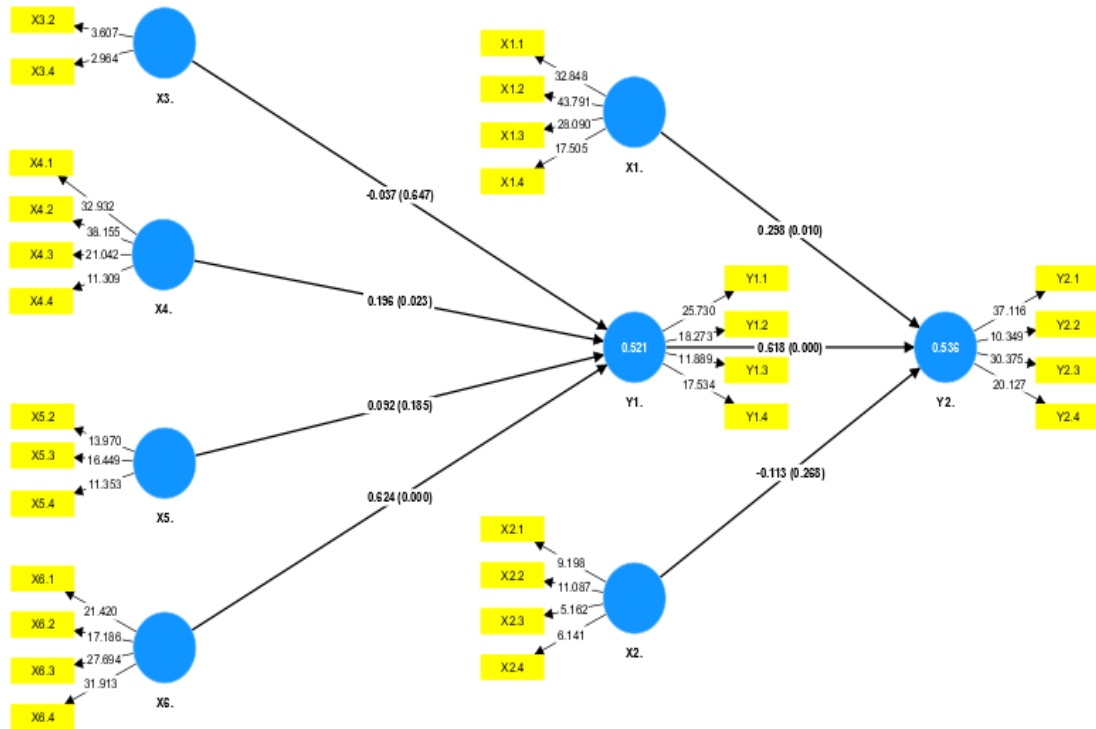 X3.2
3.607
X3.4
2.964
X3.
X1.1
32.848
X1.2
43.791
X1.3
28.090
X1.4
17.505
X1.
X4.1
32.932
X4.2
38.155
X4.3
21.042
X4.4
11.309
X4.
-0.037 (0.647)
0.298 (0.010)
0.196 (0.023)
Y1.1
25.730
Y1.2
18.273
0.521
0.618 (0.000)
11.889
Y1.3
17.534
Y1.4
Y1.
Y2.1
37.116
Y2.2
10.349
0.536
30.375
Y2.3
20.127
Y2.4
Y2.
X5.2
13.970
X5.3
16.449
X5.4
11.353
X5.
0.092 (0.185)
0.624 (0.000)
-0.113 (0.268)
X6.1
21.420
X6.2
17.186
X6.3
27.694
31.913
X6.4
X6.
X2.1
9.198
X2.2
11.087
X2.3
5.162
6.141
X2.4
X2.